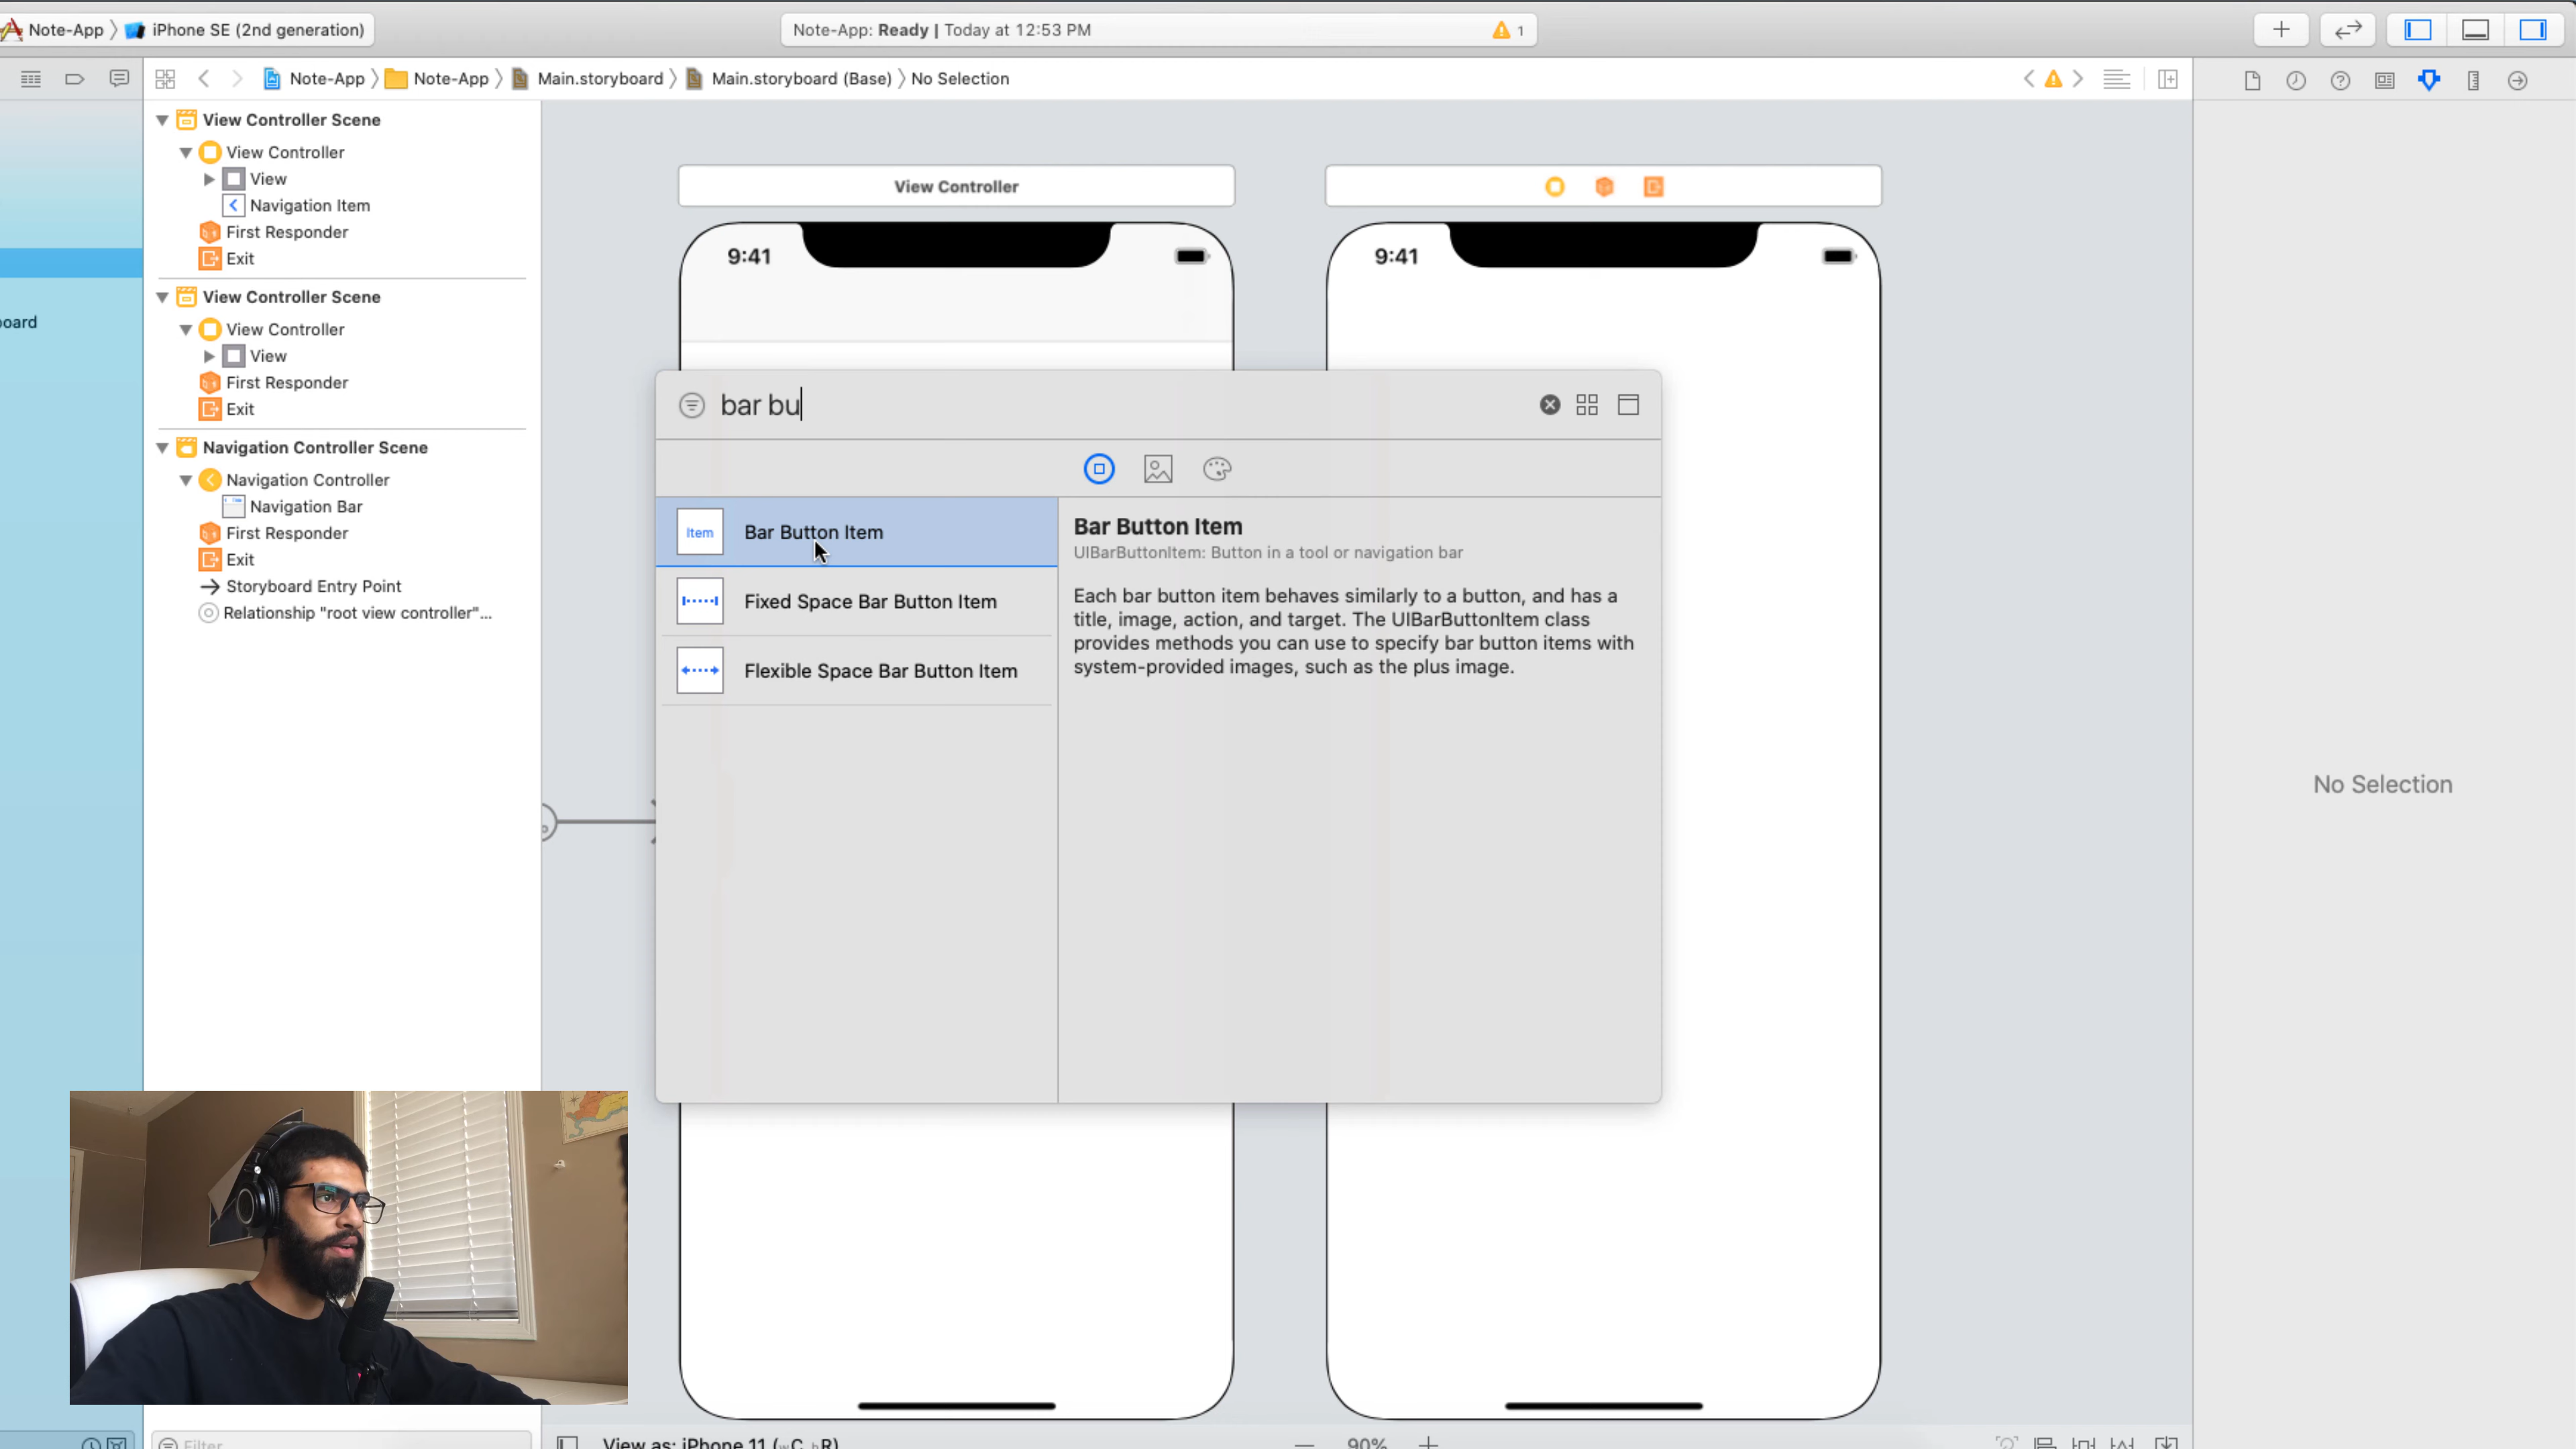 Note-App 〉 iPhone SE (2nd generation)
Note-App: Ready | Today at 12:53 PM
1
Note-App 〉 Note-App 〉 Main.storyboard 〉 Main.storyboard (Base) 〉 No Selection
View Controller Scene
View Controller
View
Navigation Item
First Responder
Exit
View Controller Scene
oard
View Controller
View
First Responder
Exit
Navigation Controller Scene
Navigation Controller
Navigation Bar
First Responder
Exit
Storyboard Entry Point
Relationship "root view controller"...
Filter
View Controller
9:41
9:41
bar bu
Item
Bar Button Item
Fixed Space Bar Button Item
Flexible Space Bar Button Item
Bar Button Item
UIBarButtonItem: Button in a tool or navigation bar
Each bar button item behaves similarly to a button, and has a
title, image, action, and target. The UIBarButtonItem class
provides methods you can use to specify bar button items with
system-provided images, such as the plus image.
No Selection
View as: iPhone 11 (wC hR)
90%